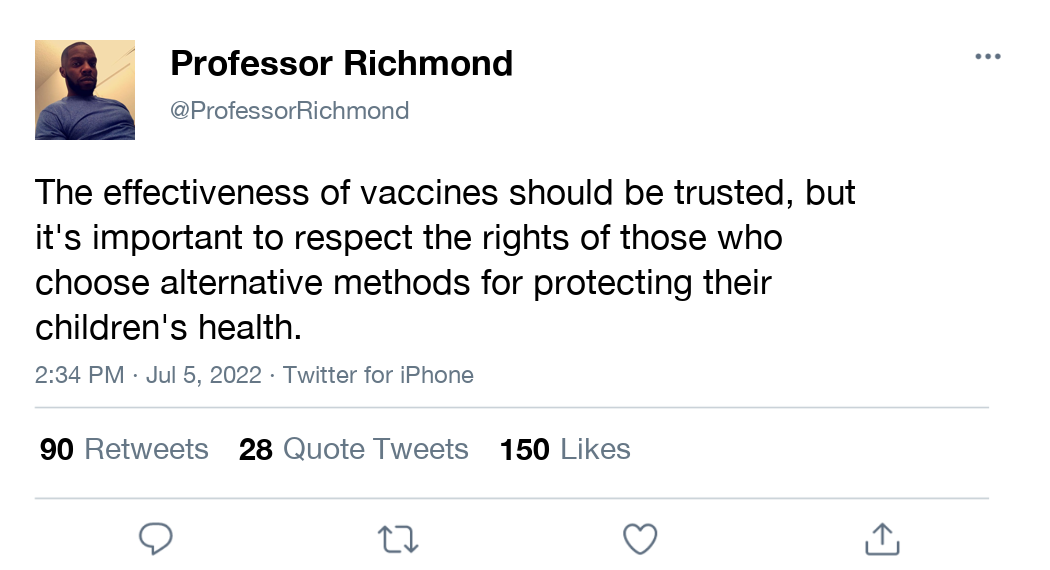 Professor Richmond
@ProfessorRichmond
The effectiveness of vaccines should be trusted, but
it's important to respect the rights of those who
choose alternative methods for protecting their
children's health.
2:34 PM · Jul 5, 2022 · Twitter for iPhone
90 Retweets 28 Quote Tweets 150 Likes